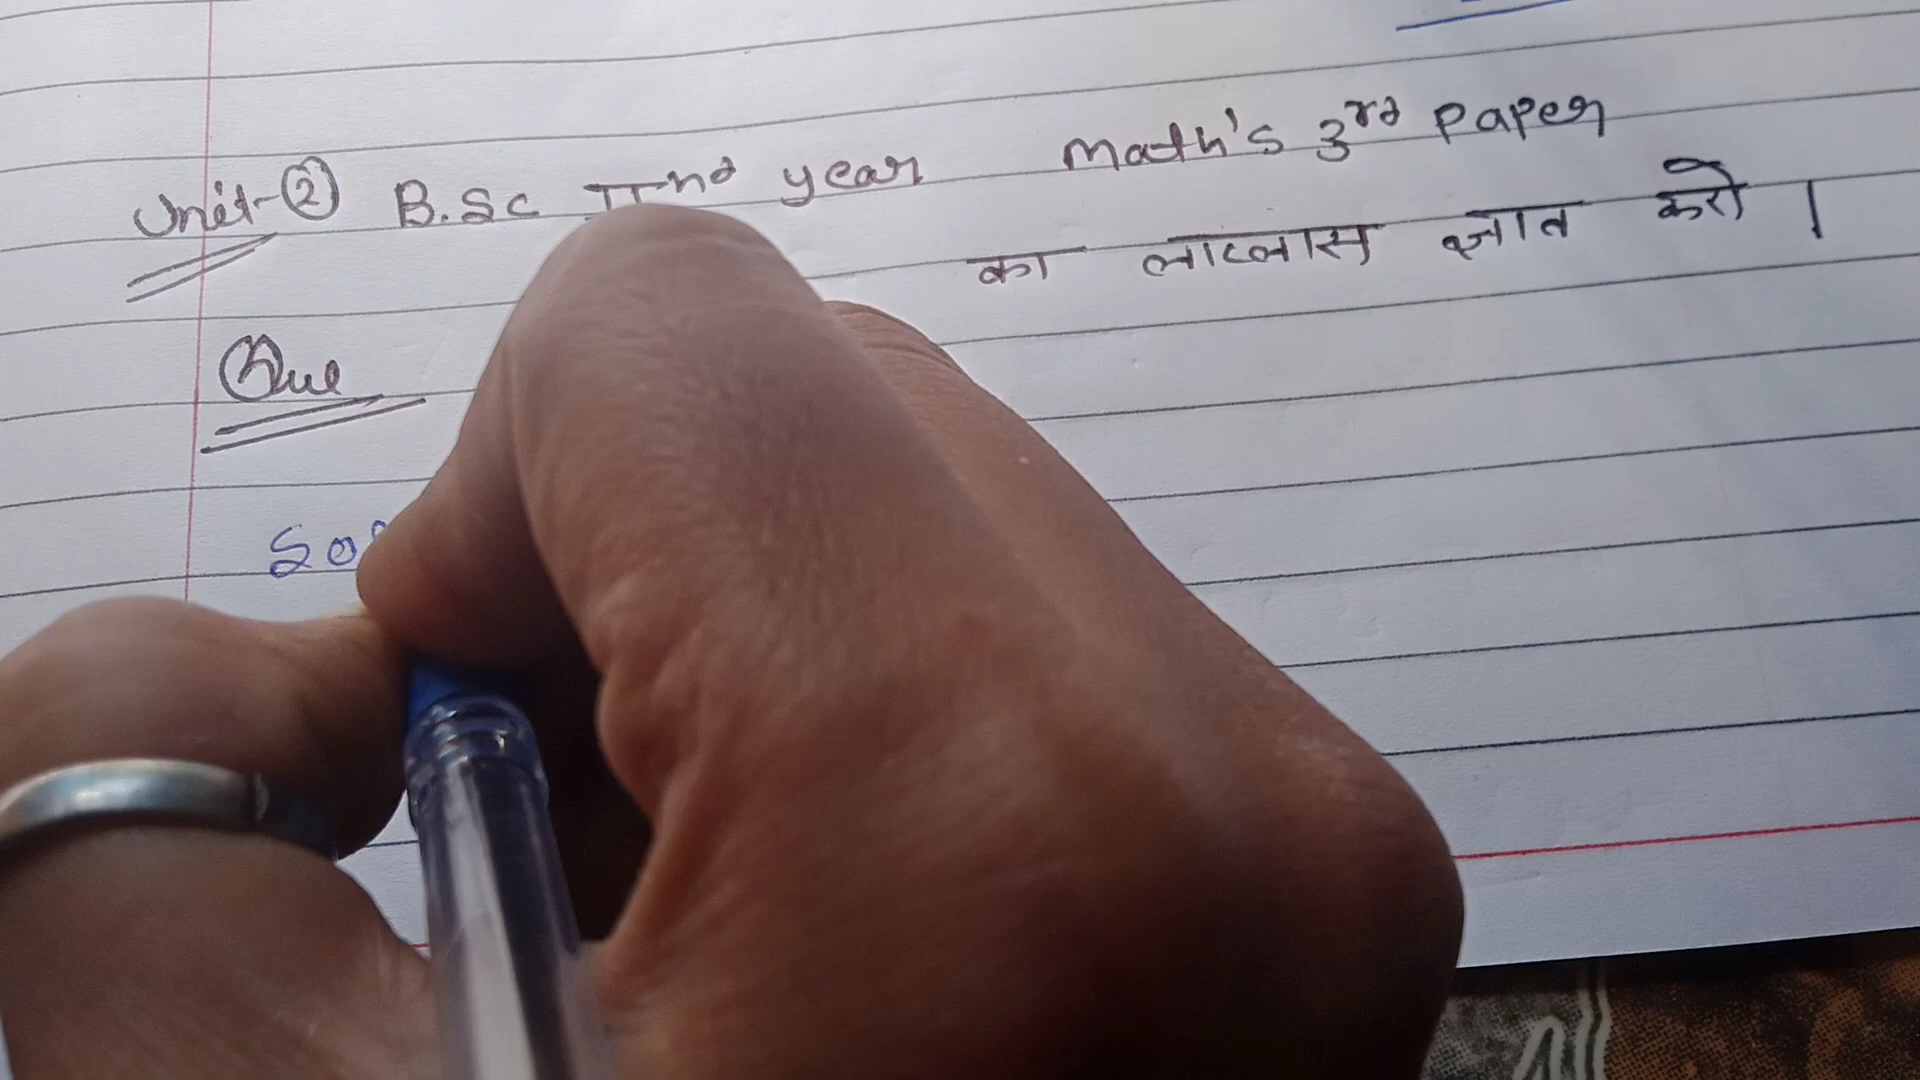 Unit-② B.Sc IInd year Math's 3rd Paper
का लाप्लास ज्ञात करो ।
Que
Sol